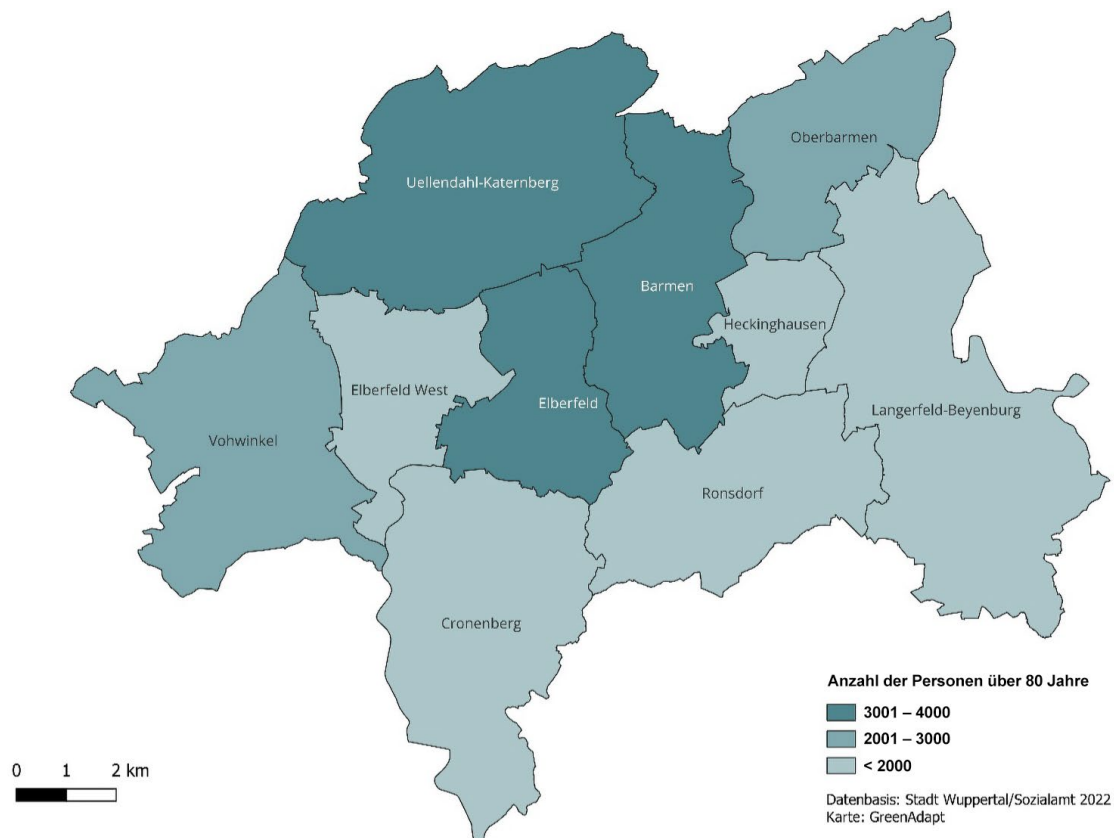 Oberbarmen
Uellendahl-Katernberg
Barmen
Heckinghausen
Elberfeld West
Elberfeld
Langerfeld-Beyenburg
Vohwinkel
Ronsdorf
Cronenberg
Anzahl der Personen über 80 Jahre
3001 – 4000
2001 – 3000
< 2000
0 1 2 km
Datenbasis: Stadt Wuppertal/Sozialamt 2022
Karte: GreenAdapt